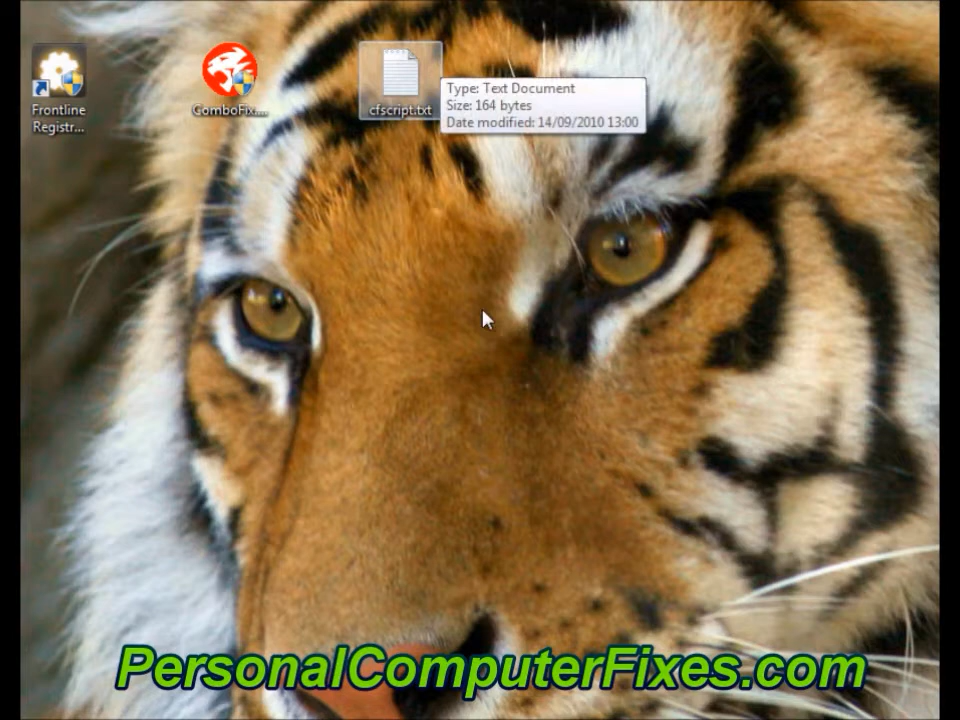 Frontline
Registr...
ComboFix....
cfscript.txt
Type: Text Document
Size: 164 bytes
Date modified: 14/09/2010 13:00
PersonalComputerFixes.com